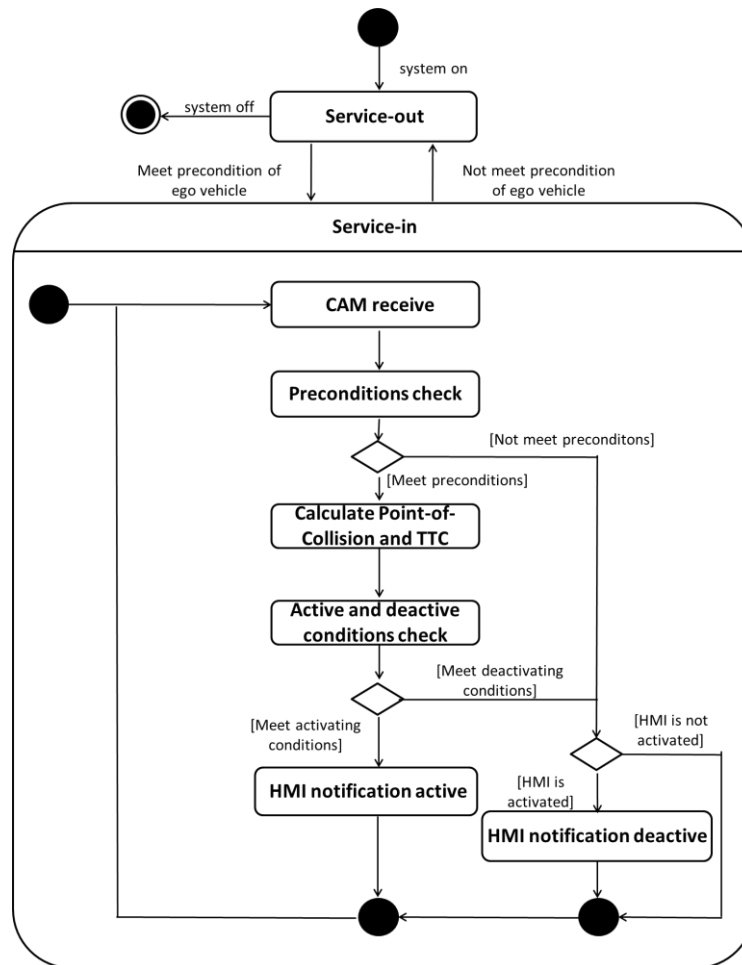 system on
system off
Service-out
Meet precondition of
ego vehicle
Not meet precondition
of ego vehicle
Service-in
CAM receive
Preconditions check
[Not meet preconditons]
[Meet preconditions]
Calculate Point-of-
Collision and TTC
Active and deactive
conditions check
[Meet deactivating
conditions]
[Meet activating
conditions]
[HMI is not
activated]
[HMI is
activated]
HMI notification active
HMI notification deactive